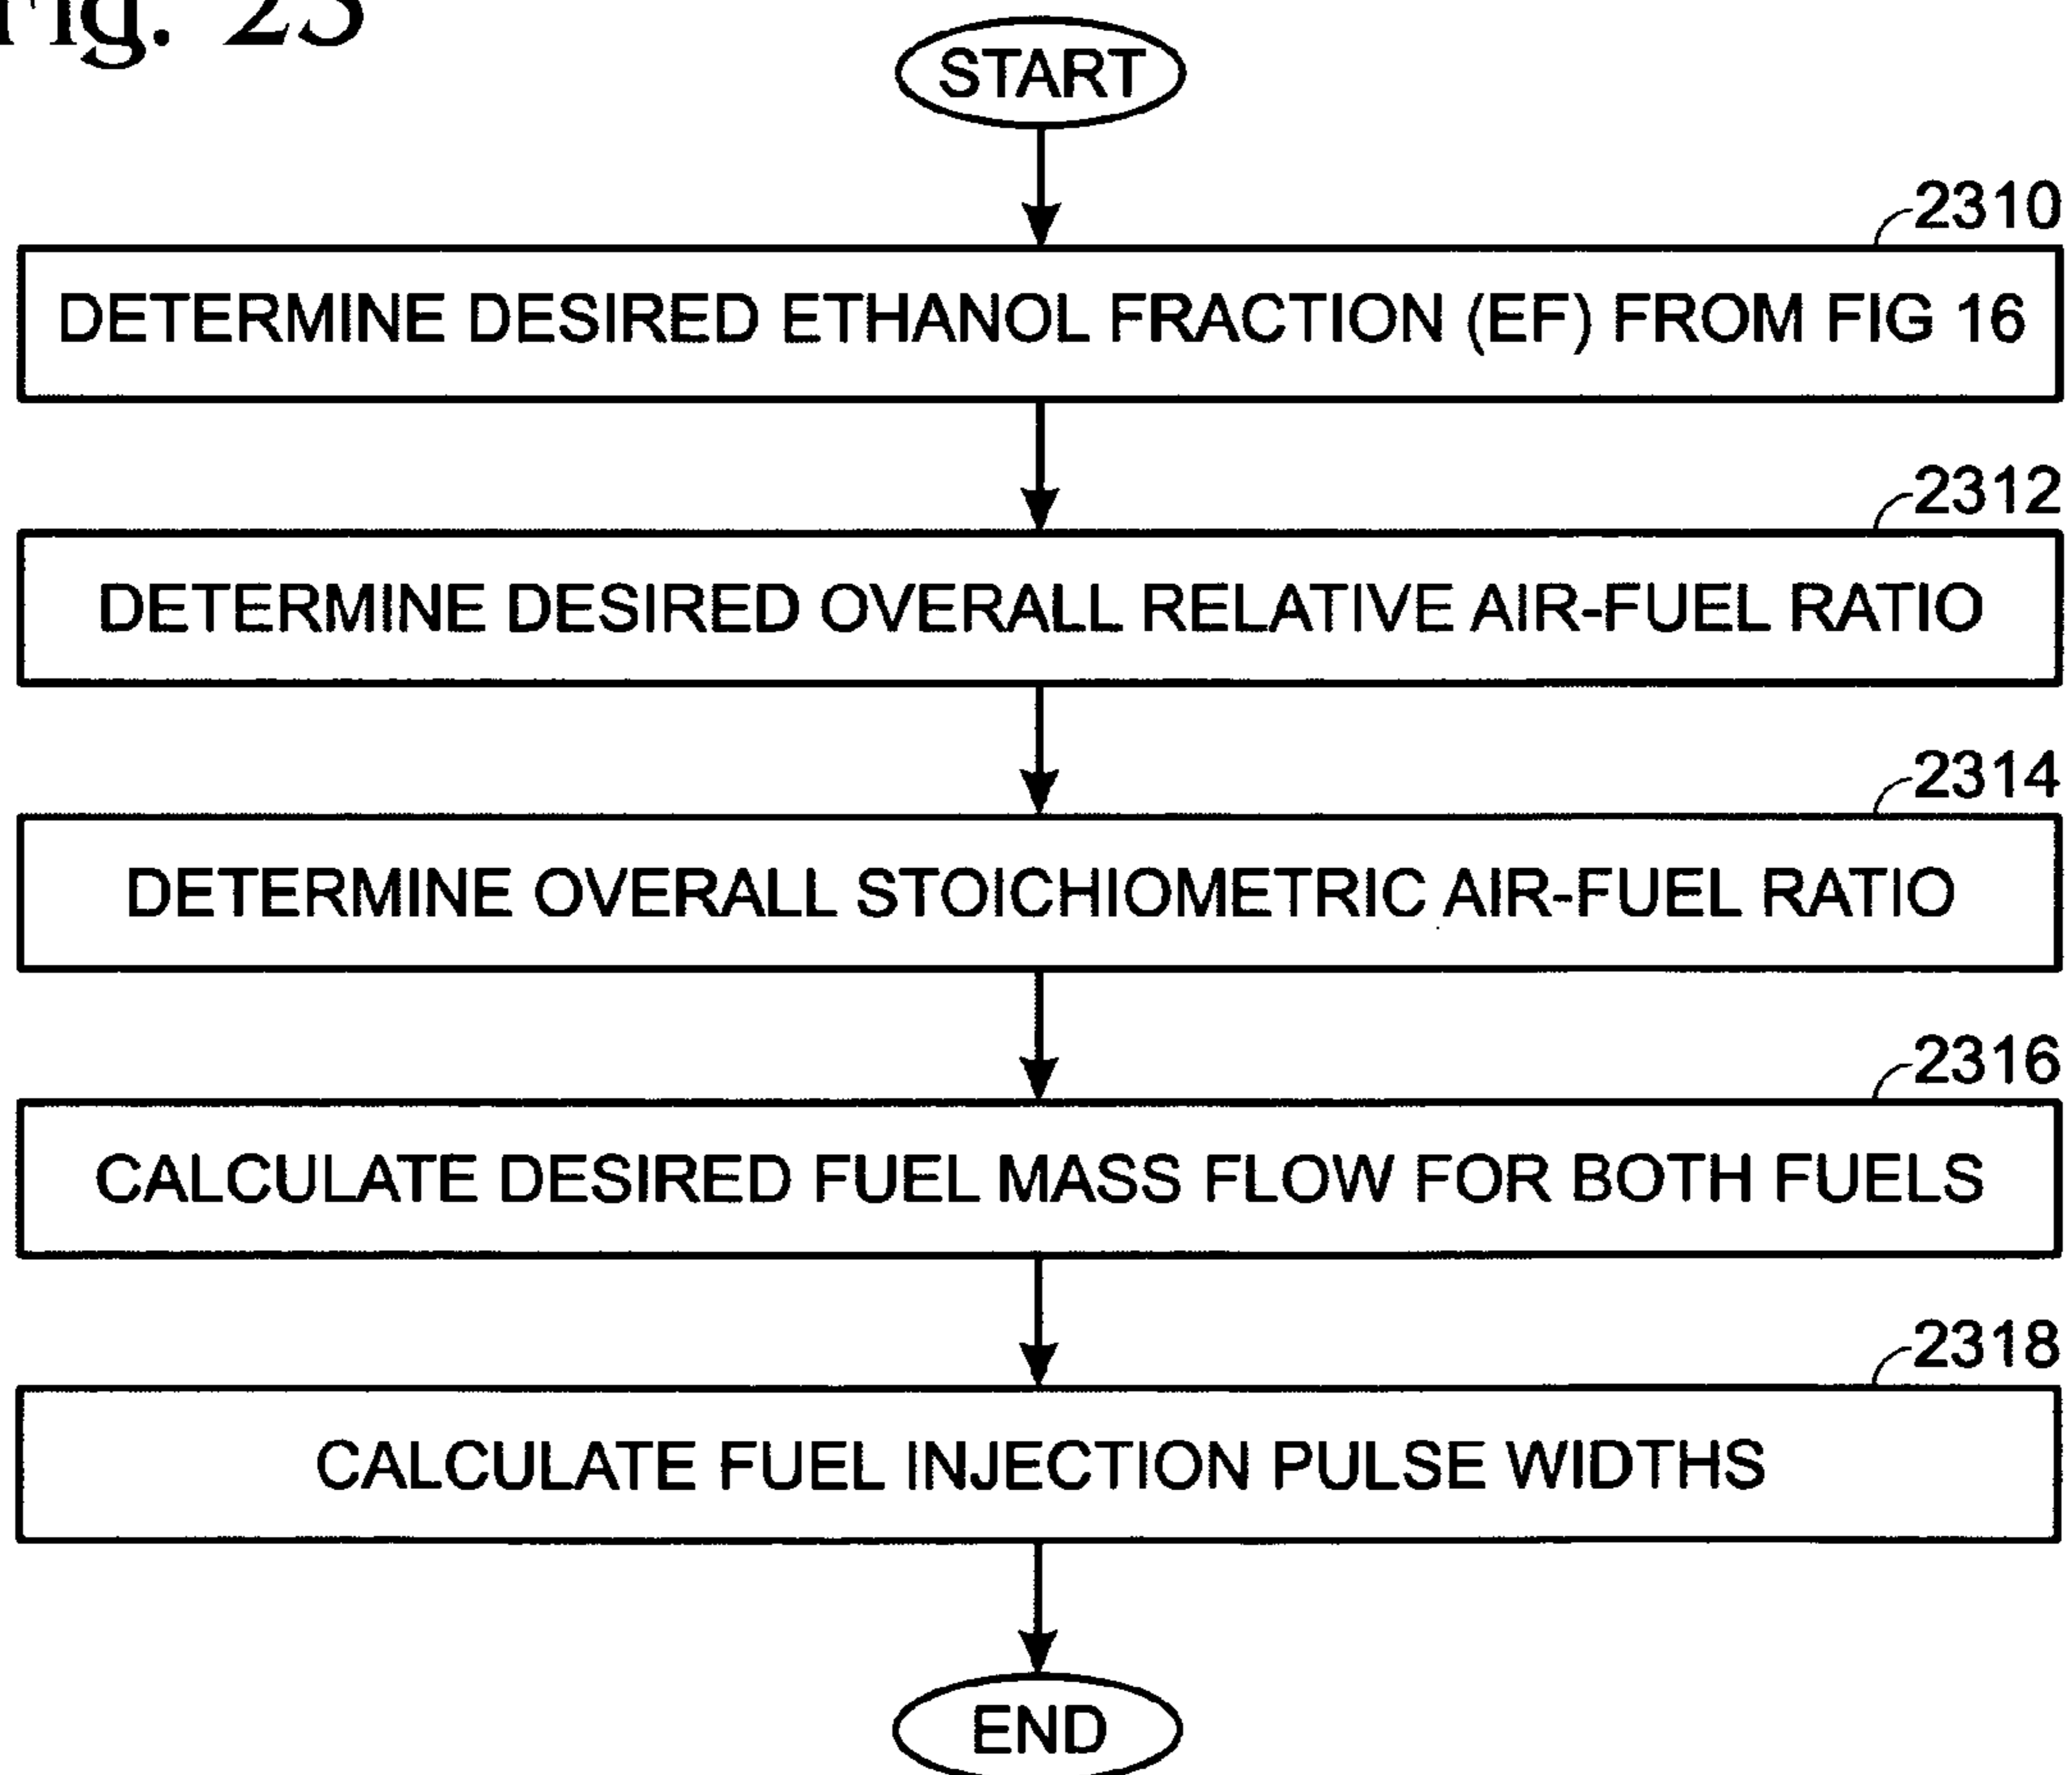 Fig. 23
START
2310
DETERMINE DESIRED ETHANOL FRACTION (EF) FROM FIG 16
2312
DETERMINE DESIRED OVERALL RELATIVE AIR-FUEL RATIO
2314
DETERMINE OVERALL STOICHIOMETRIC AIR-FUEL RATIO
2316
CALCULATE DESIRED FUEL MASS FLOW FOR BOTH FUELS
2318
CALCULATE FUEL INJECTION PULSE WIDTHS
END